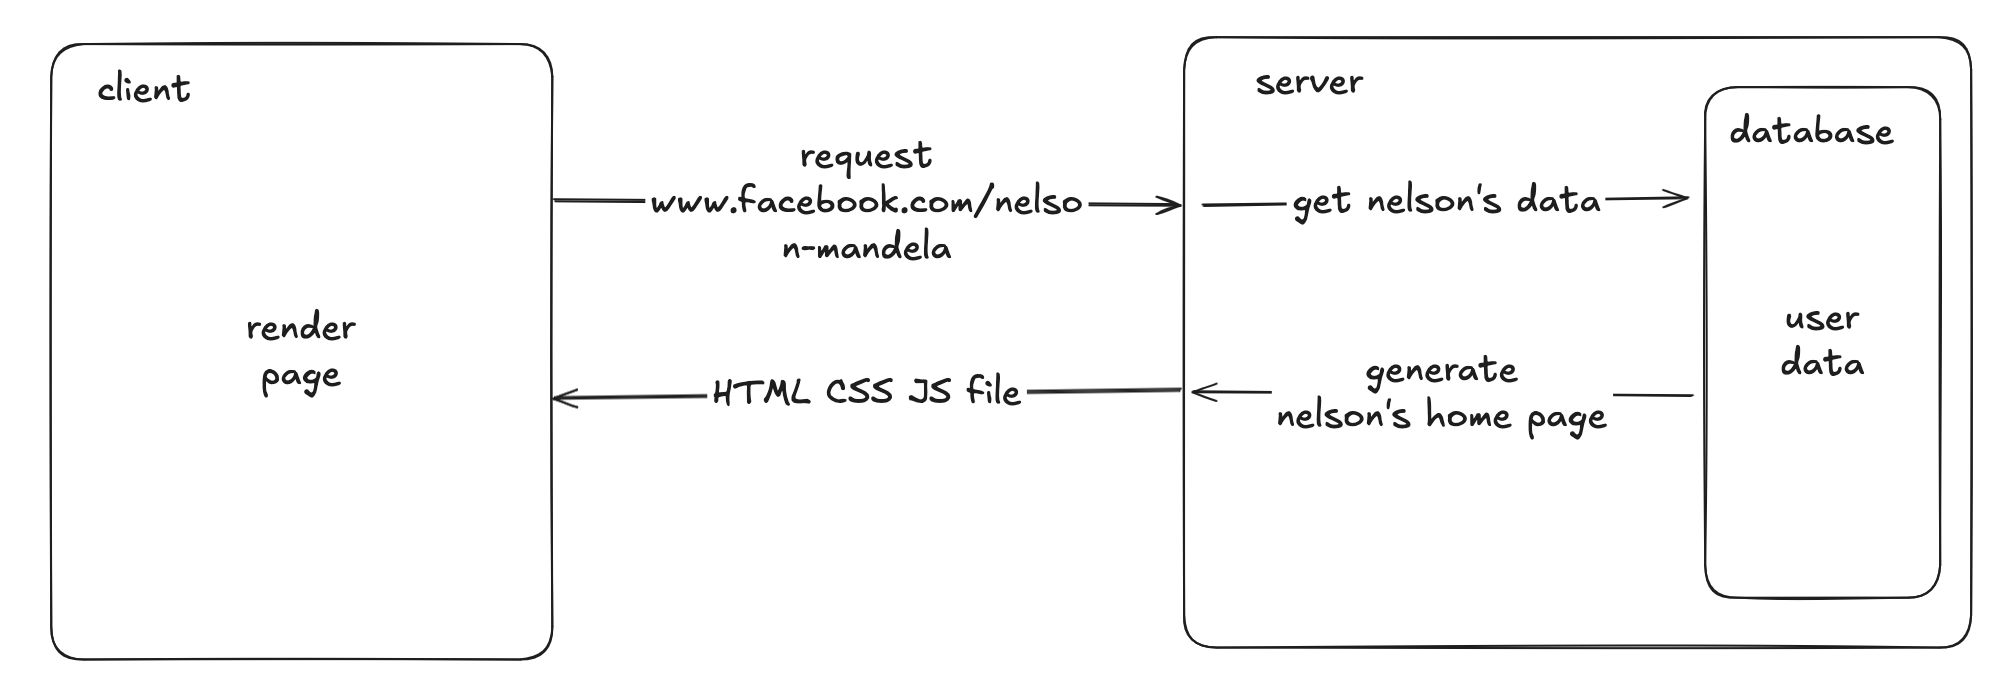 client
render
page
request
www.facebook.com/nelso
n-mandela
HTML CSS JS file
server
get nelson's data
generate
nelson's home page
database
user
data